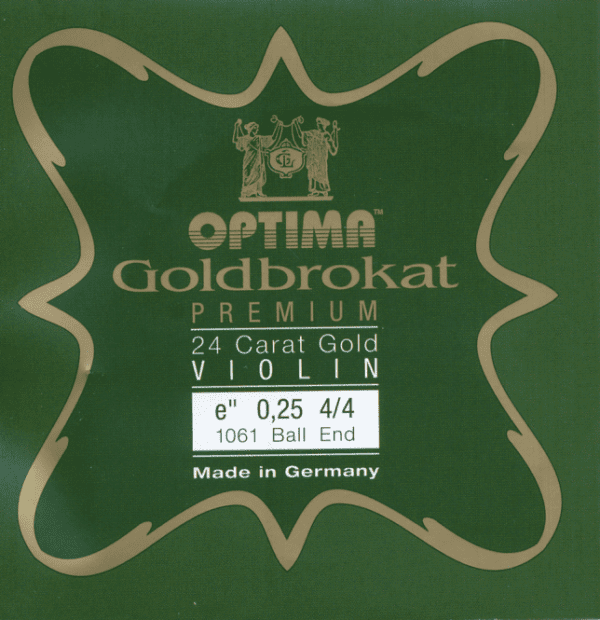 OPTIMA™
Goldbrokat
PREMIUM
24 Carat Gold
VIOLIN
e" 0,25 4/4
1061 Ball End
Made in Germany